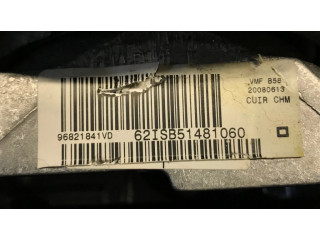 VMF B58
20080613
CUIR CHM
96821841VD
62ISB51481060